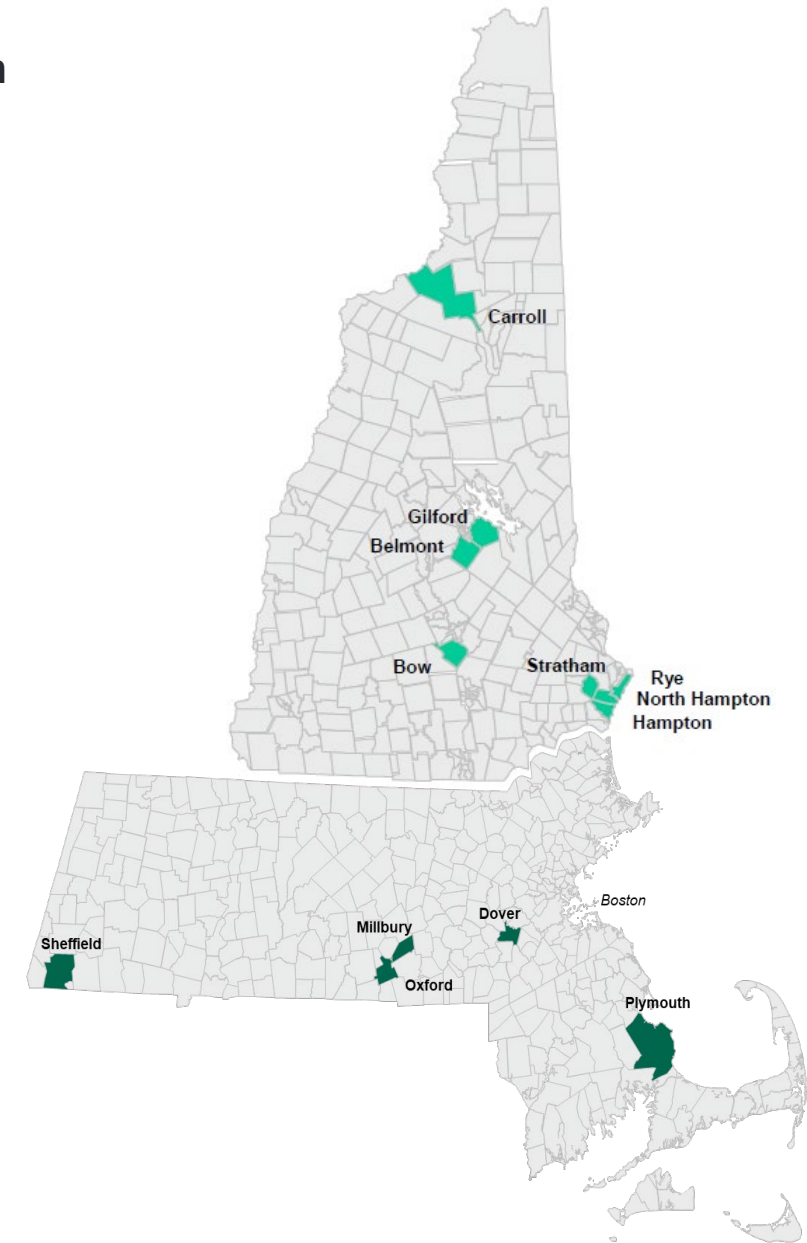 Carroll
Gilford
Belmont
Bow
Stratham
Rye
North Hampton
Hampton
Boston
Dover
Millbury
Sheffield
Oxford
Plymouth